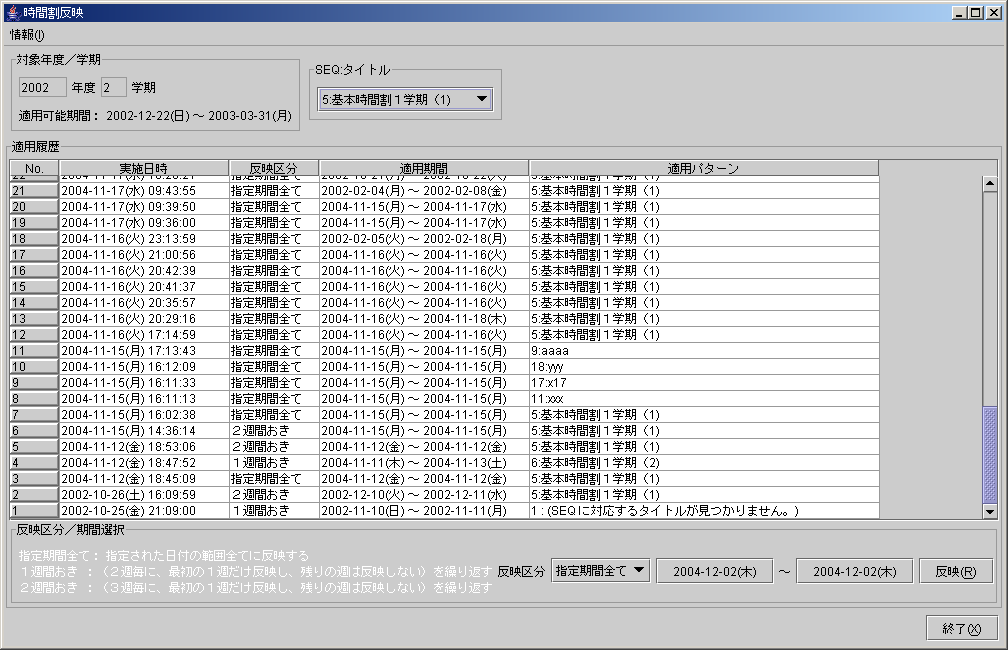 時間割反映
情報(I)
対象年度／学期
2002 年度 2 学期
適用可能期間： 2002-12-22(日) ～ 2003-03-31(月)
SEQ:タイトル
5:基本時間割１学期（1）
適用履歴
No. 実施日時 反映区分 適用期間 適用パターン
21 2004-11-17(水) 09:43:55 指定期間全て 2002-02-04(月) ～ 2002-02-08(金) 5:基本時間割１学期（1)
20 2004-11-17(水) 09:39:50 指定期間全て 2004-11-15(月) ～ 2004-11-17(水) 5:基本時間割１学期（1)
19 2004-11-17(水) 09:36:00 指定期間全て 2004-11-15(月) ～ 2004-11-17(水) 5:基本時間割１学期（1)
18 2004-11-16(火) 23:13:59 指定期間全て 2002-02-05(火) ～ 2002-02-18(月) 5:基本時間割１学期（1)
17 2004-11-16(火) 21:00:56 指定期間全て 2004-11-16(火) ～ 2004-11-16(火) 5:基本時間割１学期（1)
16 2004-11-16(火) 20:42:39 指定期間全て 2004-11-16(火) ～ 2004-11-16(火) 5:基本時間割１学期（1)
15 2004-11-16(火) 20:41:37 指定期間全て 2004-11-16(火) ～ 2004-11-16(火) 5:基本時間割１学期（1)
14 2004-11-16(火) 20:35:57 指定期間全て 2004-11-16(火) ～ 2004-11-16(火) 5:基本時間割１学期（1)
13 2004-11-16(火) 20:29:16 指定期間全て 2004-11-16(火) ～ 2004-11-18(木) 5:基本時間割１学期（1)
12 2004-11-16(火) 17:14:59 指定期間全て 2004-11-16(火) ～ 2004-11-16(火) 5:基本時間割１学期（1)
11 2004-11-15(月) 17:13:43 指定期間全て 2004-11-15(月) ～ 2004-11-15(月) 9:aaaa
10 2004-11-15(月) 16:12:09 指定期間全て 2004-11-15(月) ～ 2004-11-15(月) 18:yyy
9 2004-11-15(月) 16:11:33 指定期間全て 2004-11-15(月) ～ 2004-11-15(月) 17:x17
8 2004-11-15(月) 16:11:13 指定期間全て 2004-11-15(月) ～ 2004-11-15(月) 11:xxx
7 2004-11-15(月) 16:02:38 指定期間全て 2004-11-15(月) ～ 2004-11-15(月) 5:基本時間割１学期（1)
6 2004-11-15(月) 14:36:14 ２週間おき 2004-11-15(月) ～ 2004-11-15(月) 5:基本時間割１学期（1)
5 2004-11-12(金) 18:53:06 ２週間おき 2004-11-12(金) ～ 2004-11-12(金) 5:基本時間割１学期（1)
4 2004-11-12(金) 18:47:52 １週間おき 2004-11-11(木) ～ 2004-11-13(土) 6:基本時間割１学期（2)
3 2004-11-12(金) 18:45:09 指定期間全て 2004-11-12(金) ～ 2004-11-12(金) 5:基本時間割１学期（1)
2 2002-10-26(土) 16:09:59 ２週間おき 2002-12-10(火) ～ 2002-12-11(水) 5:基本時間割１学期（1)
1 2002-10-25(金) 21:09:00 １週間おき 2002-11-10(日) ～ 2002-11-11(月) 1：(SEQに対応するタイトルが見つかりません。)
反映区分／期間選択
指定期間全て： 指定された日付の範囲全てに反映する
１週間おき ：（２週毎に、最初の１週だけ反映し、残りの週は反映しない）を繰り返す
２週間おき ：（３週毎に、最初の１週だけ反映し、残りの週は反映しない）を繰り返す
反映区分 指定期間全て 2004-12-02(木) ～ 2004-12-02(木) 反映(R)
終了(X)